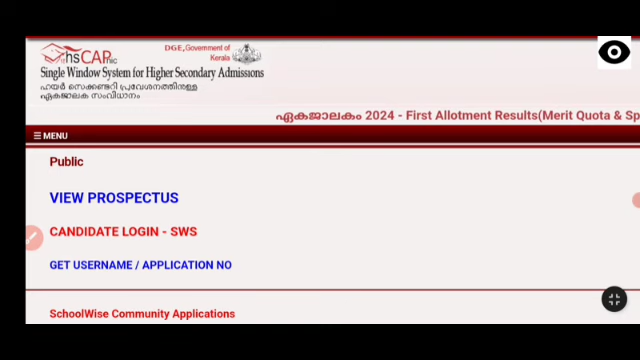 hsCAP
nic
DGE, Government of
Kerala
Single Window System for Higher Secondary Admissions
ഹയർ സെക്കണ്ടറി പ്രവേശനത്തിനുള്ള
ഏകജാലക സംവിധാനം
ഏകജാലകം 2024 - First Allotment Results(Merit Quota & Sp
☰ MENU
Public
VIEW PROSPECTUS
CANDIDATE LOGIN - SWS
GET USERNAME / APPLICATION NO
SchoolWise Community Applications